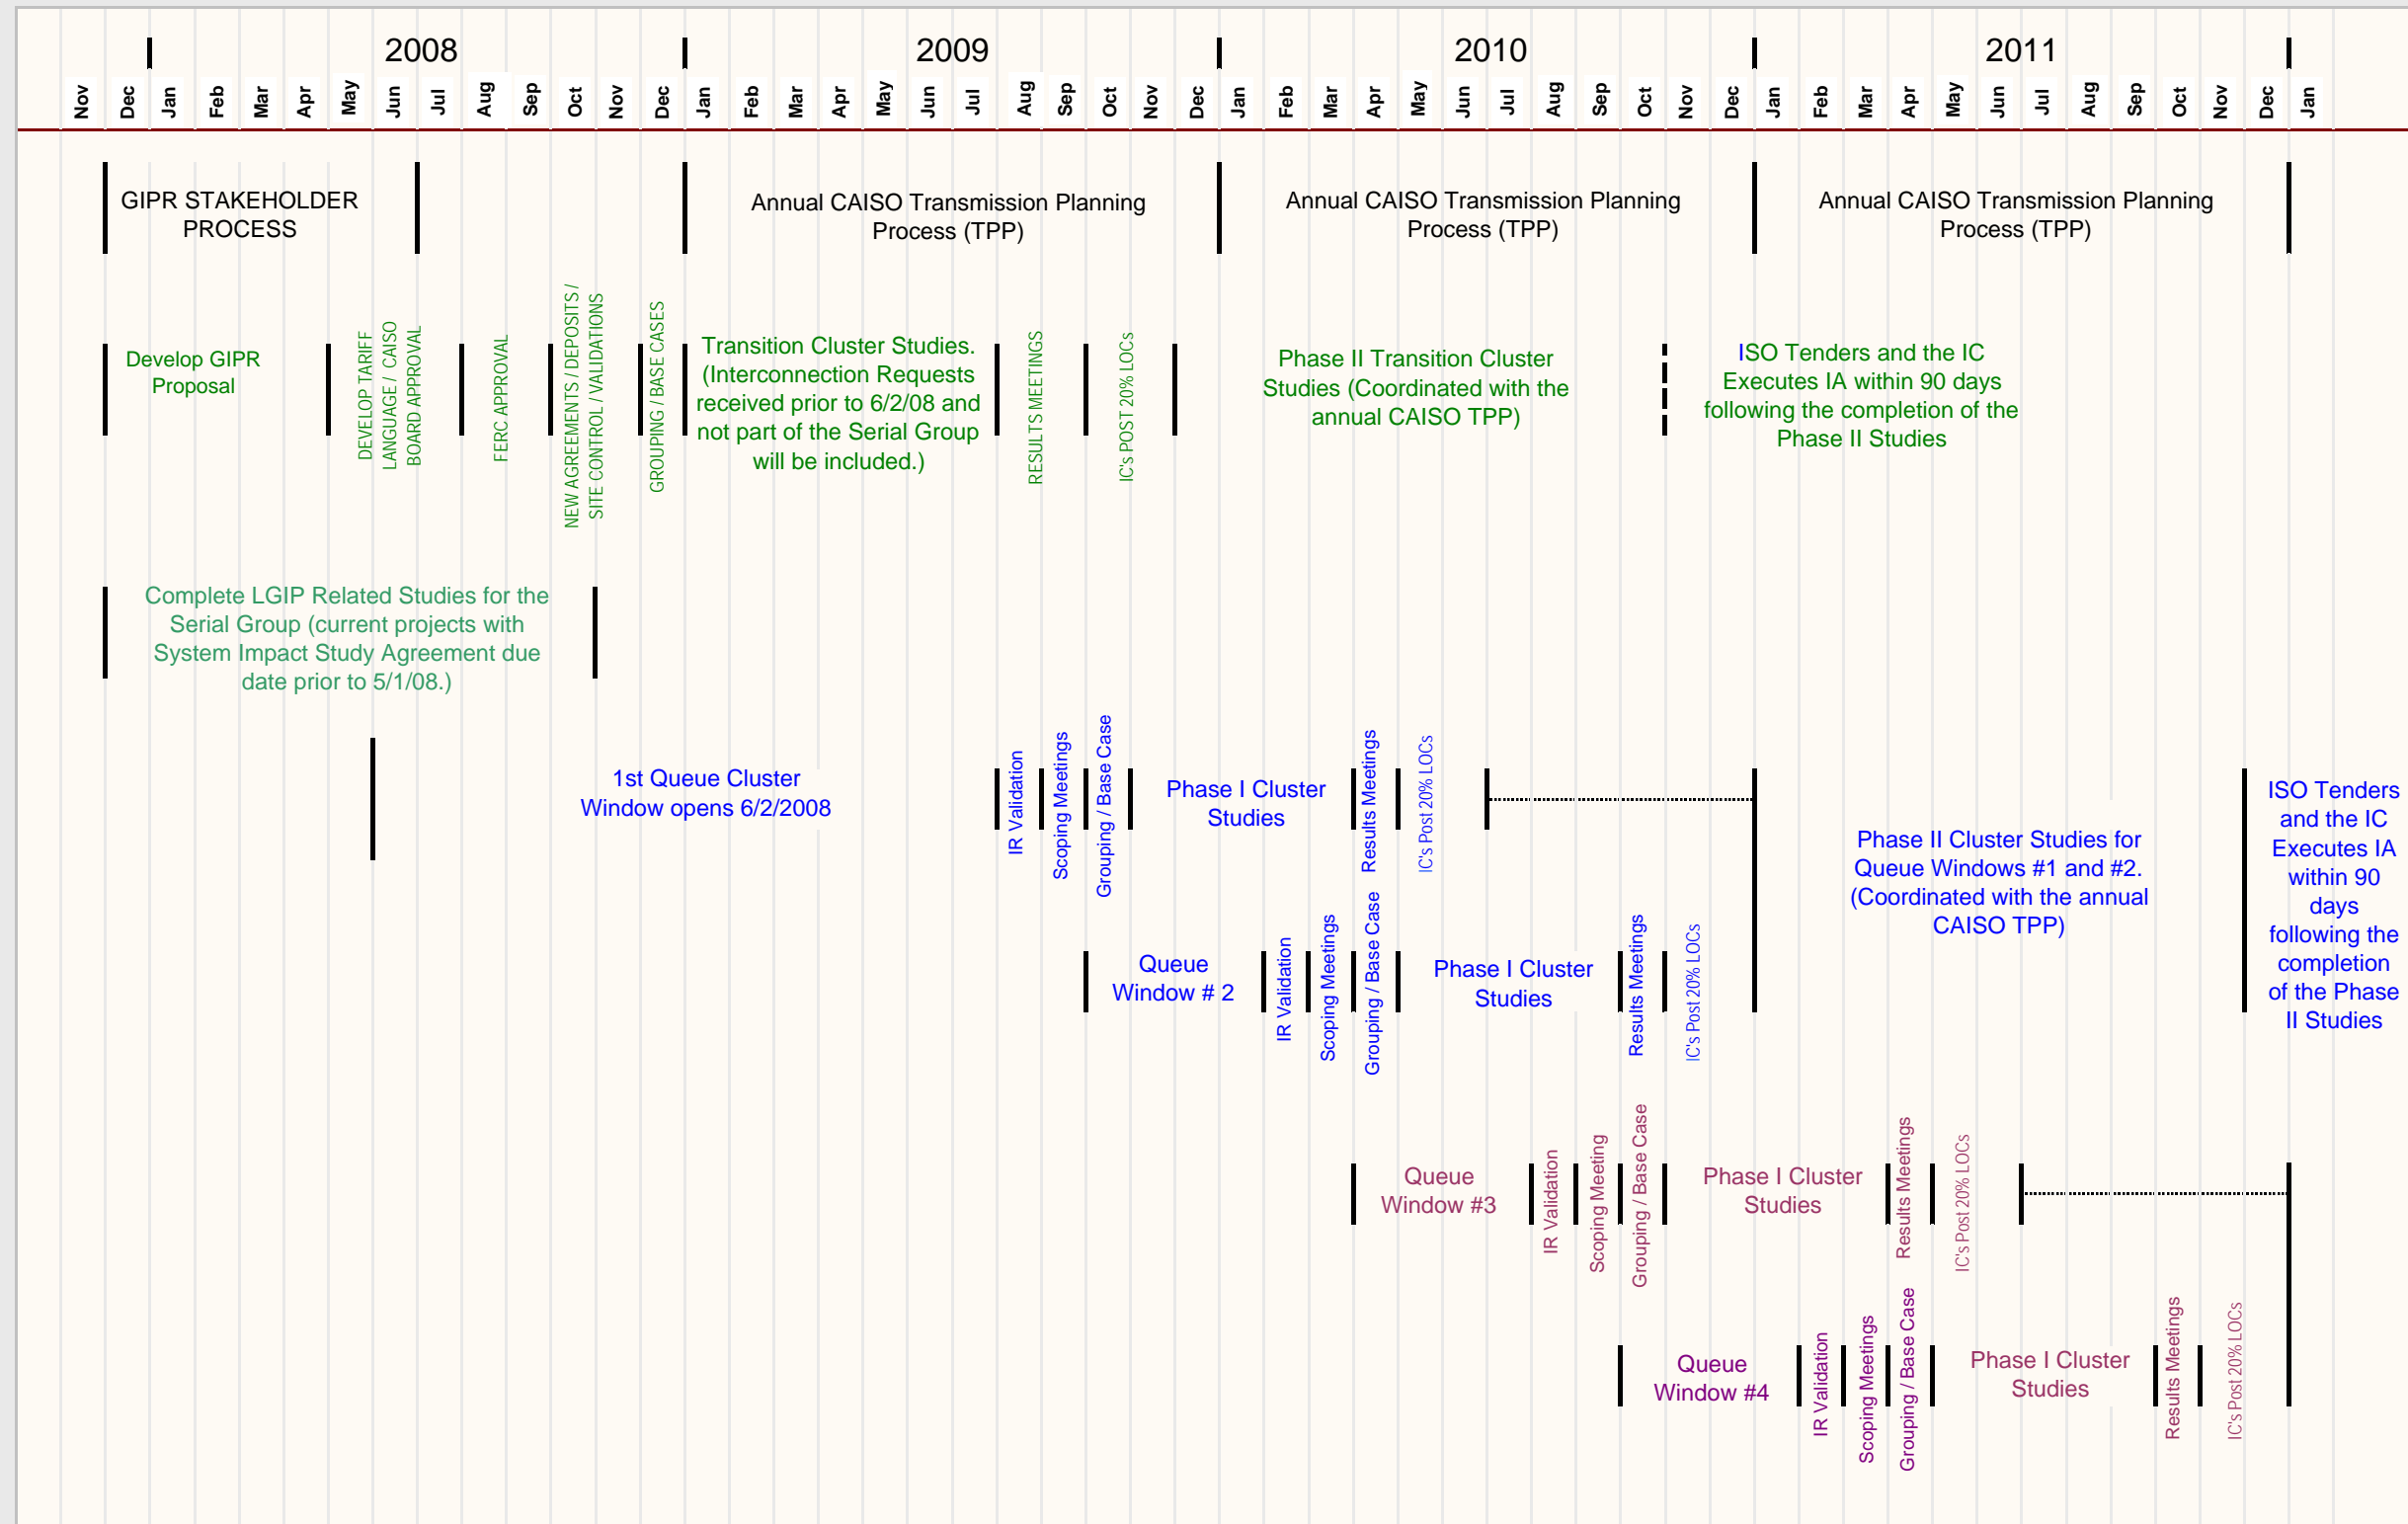 2008
2009
2010
2011
Nov
Dec
Jan
Feb
Mar
Apr
May
Jun
Jul
Aug
Sep
Oct
Nov
Dec
Jan
Feb
Mar
Apr
May
Jun
Jul
Aug
Sep
Oct
Nov
Dec
Jan
Feb
Mar
Apr
May
Jun
Jul
Aug
Sep
Oct
Nov
Dec
Jan
Feb
Mar
Apr
May
Jun
Jul
Aug
Sep
Oct
Nov
Dec
Jan
GIPR STAKEHOLDER
PROCESS
Annual CAISO Transmission Planning
Process (TPP)
Annual CAISO Transmission Planning
Process (TPP)
Annual CAISO Transmission Planning
Process (TPP)
Develop GIPR
Proposal
DEVELOP TARIFF
LANGUAGE / CAISO
BOARD APPROVAL
FERC APPROVAL
NEW AGREEMENTS / DEPOSITS /
SITE CONTROL / VALIDATIONS
GROUPING / BASE CASES
Transition Cluster Studies.
(Interconnection Requests
received prior to 6/2/08 and
not part of the Serial Group
will be included.)
RESULTS MEETINGS
IC's POST 20% LOCs
Phase II Transition Cluster
Studies (Coordinated with the
annual CAISO TPP)
ISO Tenders and the IC
Executes IA within 90 days
following the completion of the
Phase II Studies
Complete LGIP Related Studies for the
Serial Group (current projects with
System Impact Study Agreement due
date prior to 5/1/08.)
1st Queue Cluster
Window opens 6/2/2008
IR Validation
Scoping Meetings
Grouping / Base Case
Phase I Cluster
Studies
Results Meetings
IC's Post 20% LOCs
Phase II Cluster Studies for
Queue Windows #1 and #2.
(Coordinated with the annual
CAISO TPP)
ISO Tenders
and the IC
Executes IA
within 90
days
following the
completion
of the Phase
II Studies
Queue
Window # 2
IR Validation
Scoping Meetings
Grouping / Base Case
Phase I Cluster
Studies
Results Meetings
IC's Post 20% LOCs
Queue
Window #3
IR Validation
Scoping Meeting
Grouping / Base Case
Phase I Cluster
Studies
Results Meetings
IC's Post 20% LOCs
Queue
Window #4
IR Validation
Scoping Meetings
Grouping / Base Case
Phase I Cluster
Studies
Results Meetings
IC's Post 20% LOCs